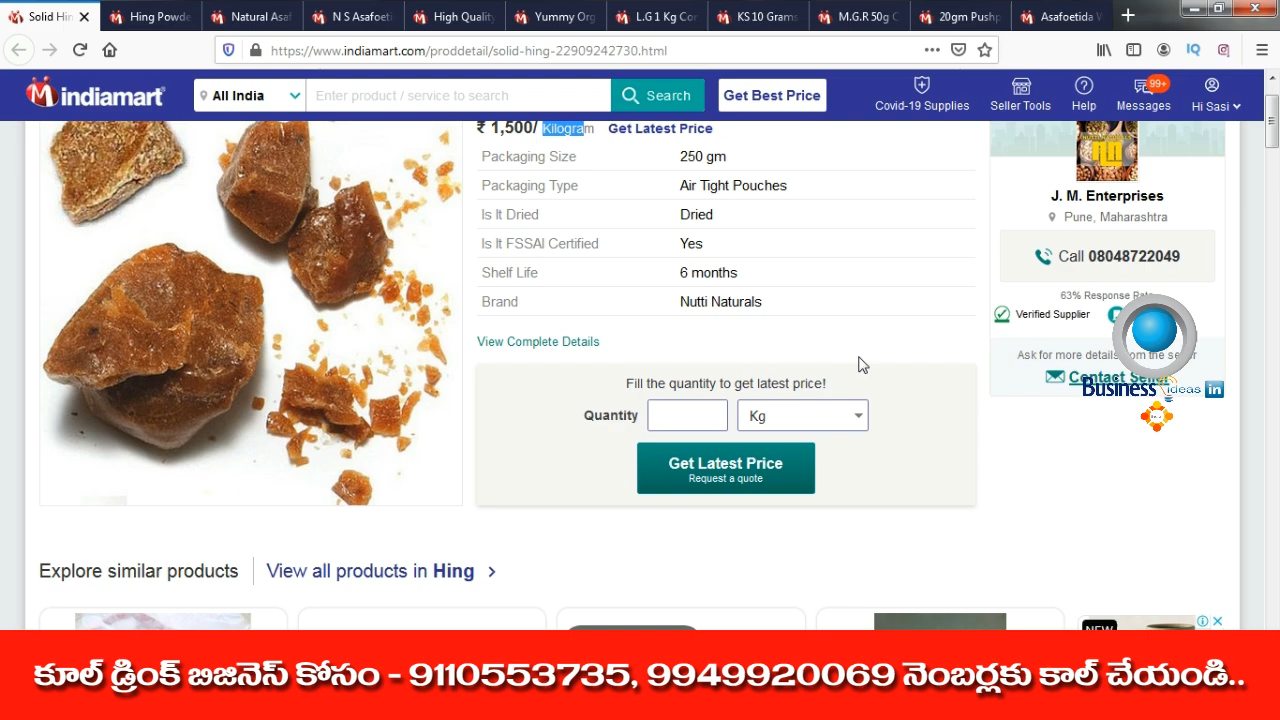 Solid Hin
Hing Powde
Natural Asaf
N S Asafoeti
High Quality
Yummy Org
L.G 1 Kg Cor
KS 10 Grams
M.G.R 50g C
20gm Pushp
Asafoetida
https://www.indiamart.com/proddetail/solid-hing-22909242730.html
IQ
indiamart
All India
Enter product / service to search
Search
Get Best Price
Covid-19 Supplies
Seller Tools
Help
99+
Messages
Hi Sasi
₹ 1,500/ Kilogram Get Latest Price
Packaging Size 250 gm
Packaging Type Air Tight Pouches
Is It Dried Dried
Is It FSSAI Certified Yes
Shelf Life 6 months
Brand Nutti Naturals
View Complete Details
Fill the quantity to get latest price!
Quantity Kg
Get Latest Price
Request a quote
J. M. Enterprises
Pune, Maharashtra
Call 08048722049
63% Response Rate
Verified Supplier
Ask for more details from the seller
Contact Seller
Business ideas in
Explore similar products
View all products in Hing >
NEW
కూల్ డ్రింక్ బిజినెస్ కోసం - 9110553735, 9949920069 నెంబర్లకు కాల్ చేయండి..